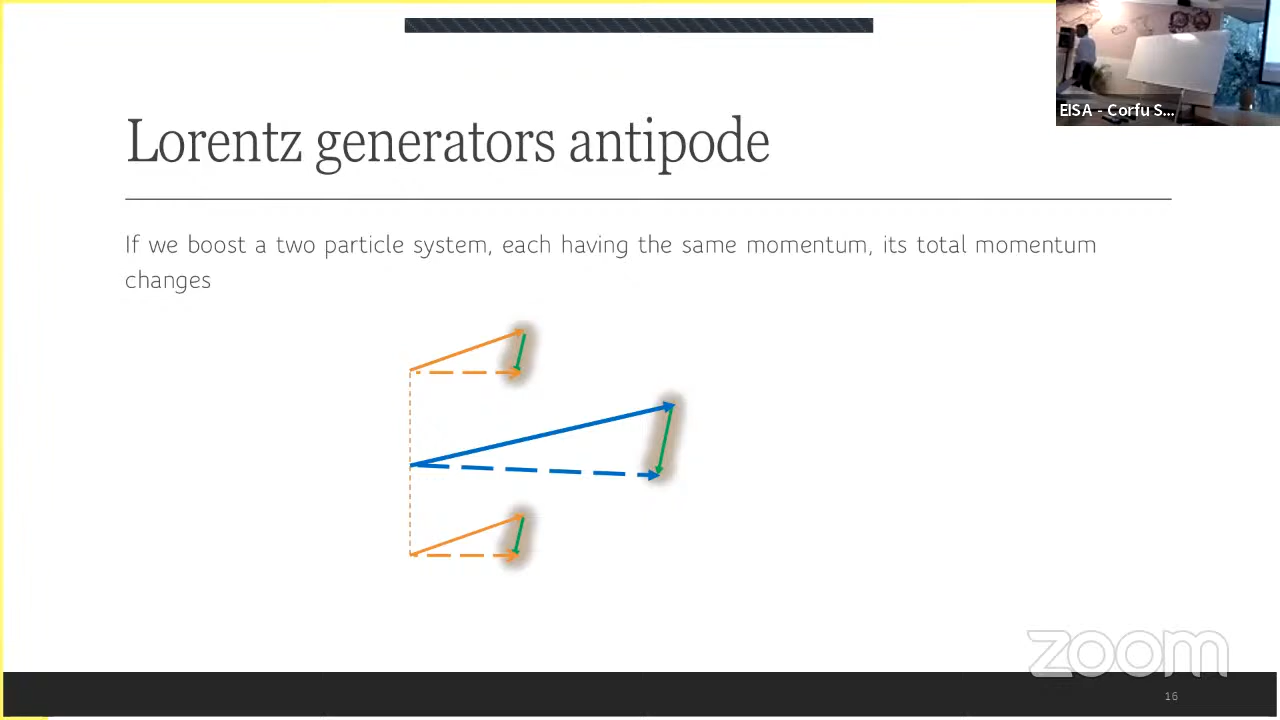 EISA - Corfu S...
Lorentz generators antipode
If we boost a two particle system, each having the same momentum, its total momentum
changes
zoom
16